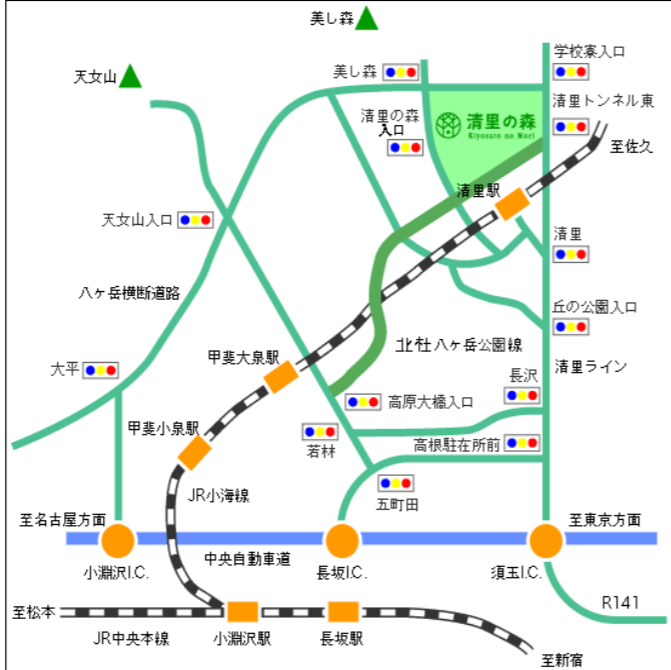 美し森
天女山
美し森
学校寮入口
清里の森
入口
清里の森
Kiyosato no Mori
清里トンネル東
至佐久
清里駅
天女山入口
清里
八ヶ岳横断道路
丘の公園入口
北杜八ヶ岳公園線
甲斐大泉駅
清里ライン
大平
長沢
高原大橋入口
甲斐小泉駅
若林
高根駐在所前
JR小海線
五町田
至名古屋方面
至東京方面
中央自動車道
小淵沢I.C.
長坂I.C.
須玉I.C.
R141
至松本
JR中央本線
小淵沢駅
長坂駅
至新宿